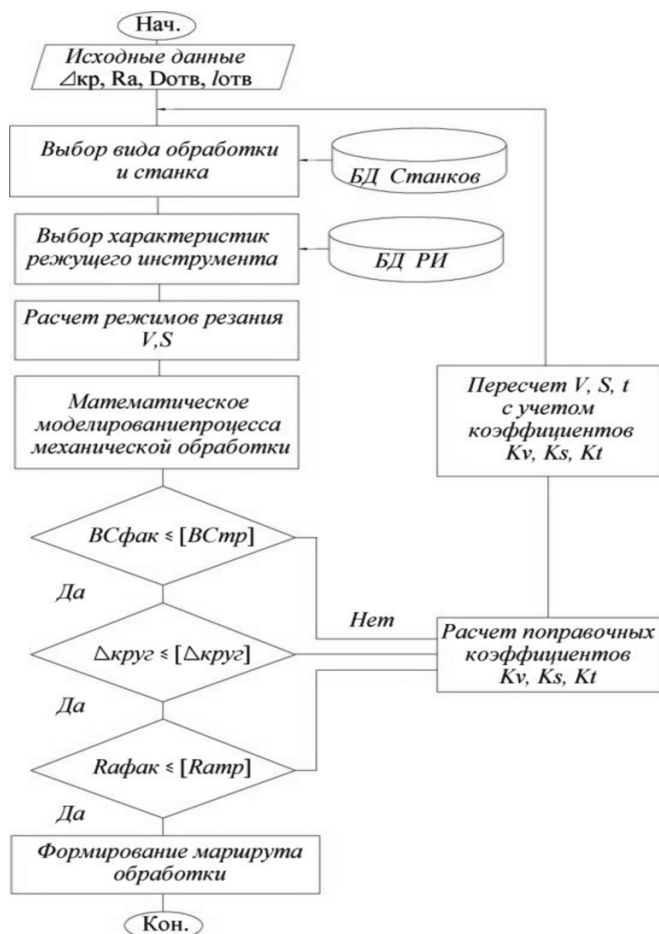 Нач.
Исходные данные
⊿кр, Ra, Dотв, lотв
Выбор вида обработки
и станка
БД Станков
Выбор характеристик
режущего инструмента
БД РИ
Расчет режимов резания
V,S
Математическое
моделированиепроцесса
механической обработки
Пересчет V, S, t
с учетом
коэффициентов
Kv, Ks, Kt
ВСфак ≤ [ВСтр]
Да
Нет
△круг ≤ [△круг]
Расчет поправочных
коэффициентов
Kv, Ks, Kt
Да
Raфак ≤ [Raтр]
Да
Формирование маршрута
обработки
Кон.